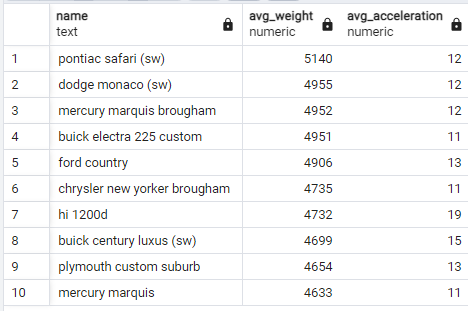 name avg_weight avg_acceleration
text numeric numeric
1 pontiac safari (sw) 5140 12
2 dodge monaco (sw) 4955 12
3 mercury marquis brougham 4952 12
4 buick electra 225 custom 4951 11
5 ford country 4906 13
6 chrysler new yorker brougham 4735 11
7 hi 1200d 4732 19
8 buick century luxus (sw) 4699 15
9 plymouth custom suburb 4654 13
10 mercury marquis 4633 11